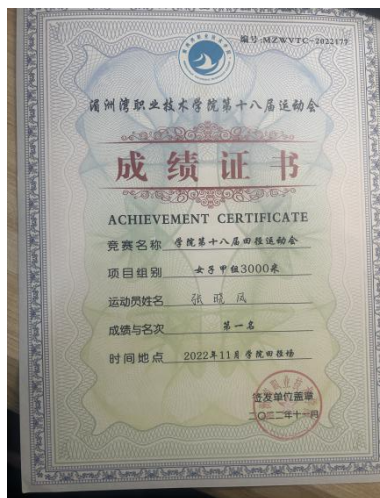 编号:MZWVTC-2022177
湄洲湾职业技术学院第十八届运动会
成绩证书
ACHIEVEMENT CERTIFICATE
竞赛名称 学院第十八届田径运动会
项目组别 女子甲组3000米
运动员姓名 张晓凤
成绩与名次 第一名
时间地点 2022年11月 学院田径场
签发单位盖章
二〇二二年十一月